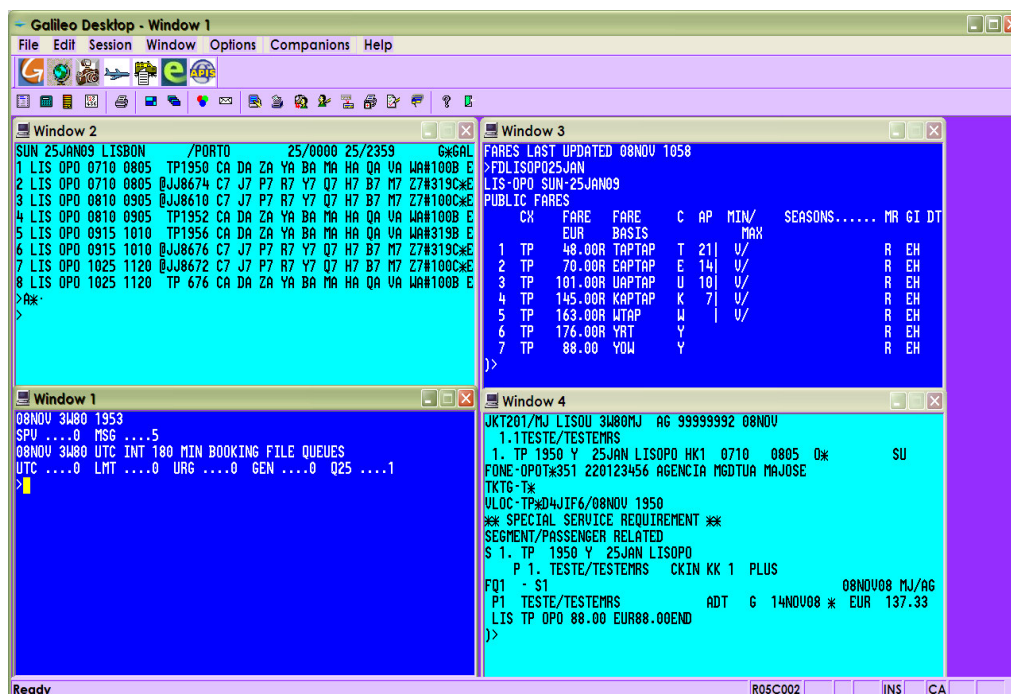 Galileo Desktop - Window 1
File Edit Session Window Options Companions Help
APIS
Window 2
SUN 25JAN09 LISBON /PORTO 25/0000 25/2359 G*GAL
1 LIS OPO 0710 0805 TP1950 CA DA ZA YA BA MA HA QA VA WA#100B E
2 LIS OPO 0710 0805 @JJ8674 C7 J7 P7 R7 Y7 Q7 H7 B7 M7 Z7#319C*E
3 LIS OPO 0810 0905 @JJ8610 C7 J7 P7 R7 Y7 Q7 H7 B7 M7 Z7#100C*E
4 LIS OPO 0810 0905 TP1952 CA DA ZA YA BA MA HA QA VA WA#100B E
5 LIS OPO 0915 1010 TP1956 CA DA ZA YA BA MA HA QA VA WA#319B E
6 LIS OPO 0915 1010 @JJ8676 C7 J7 P7 R7 Y7 Q7 H7 B7 M7 Z7#319C*E
7 LIS OPO 1025 1120 @JJ8672 C7 J7 P7 R7 Y7 Q7 H7 B7 M7 Z7#100C*E
8 LIS OPO 1025 1120 TP 676 CA DA ZA YA BA MA HA QA VA WA#100B E
>A*·
>
Window 3
FARES LAST UPDATED 08NOV 1058
>FDLISOPO25JAN
LIS-OPO SUN-25JAN09
PUBLIC FARES
CX FARE FARE C AP MIN/ SEASONS...... MR GI DT
EUR BASIS MAX
1 TP 48.00R TAPTAP T 21| V/ R EH
2 TP 70.00R EAPTAP E 14| V/ R EH
3 TP 101.00R UAPTAP U 10| V/ R EH
4 TP 145.00R KAPTAP K 7| V/ R EH
5 TP 163.00R WTAP W | V/ R EH
6 TP 176.00R YRT Y R EH
7 TP 88.00 YOW Y R EH
)>
Window 1
08NOV 3W80 1953
SPV ....0 MSG ....5
08NOV 3W80 UTC INT 180 MIN BOOKING FILE QUEUES
UTC ....0 LMT ....0 URG ....0 GEN ....0 Q25 ....1
>
Window 4
JKT201/MJ LISOU 3W80MJ AG 99999992 08NOV
1.1TESTE/TESTEMRS
1. TP 1950 Y 25JAN LISOPO HK1 0710 0805 O* SU
FONE-OPOT*351 220123456 AGENCIA MGDTUA MAJOSE
TKTG-T*
VLOC-TP*D4JIF6/08NOV 1950
** SPECIAL SERVICE REQUIREMENT **
SEGMENT/PASSENGER RELATED
S 1. TP 1950 Y 25JAN LISOPO
P 1. TESTE/TESTEMRS CKIN KK 1 PLUS
FQ1 - S1 08NOV08 MJ/AG
P1 TESTE/TESTEMRS ADT G 14NOV08 * EUR 137.33
LIS TP OPO 88.00 EUR88.00END
)>
Ready R05C002 INS CA